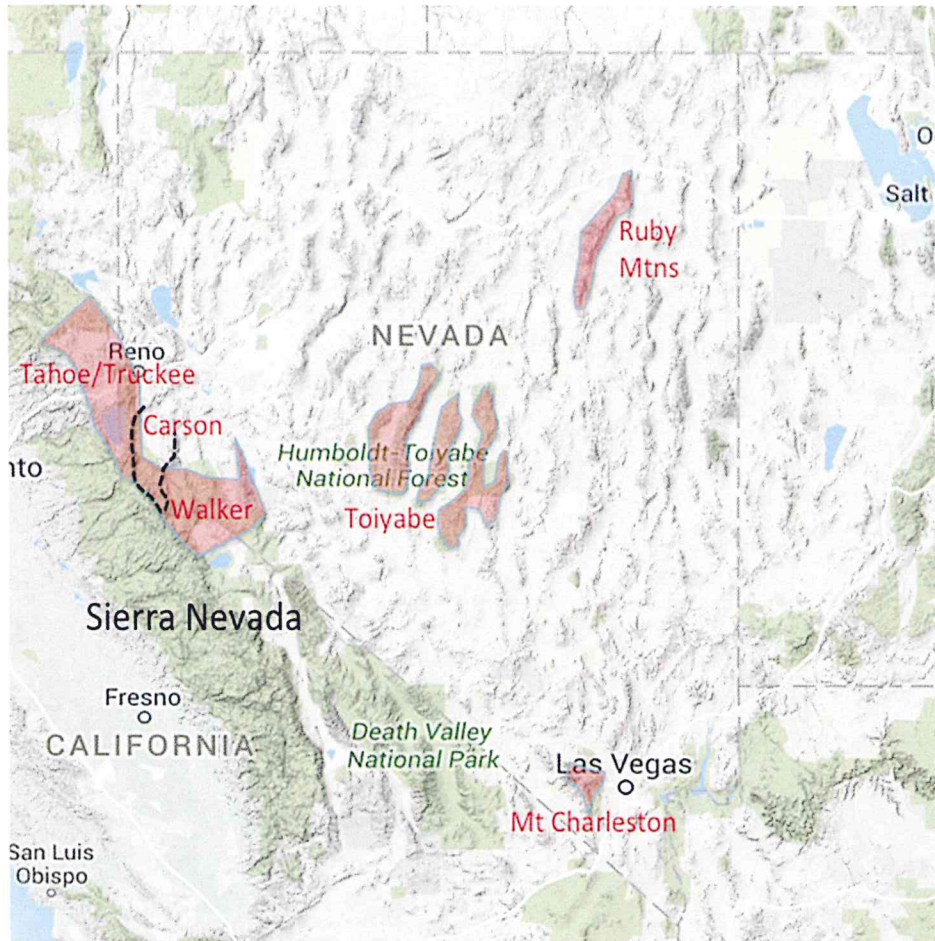 O
Salt
Ruby
Mtns
NEVADA
Reno
Tahoe/Truckee
Carson
Humboldt-Toiyabe
National Forest
nto
Walker
Toiyabe
Sierra Nevada
Fresno
CALIFORNIA
Death Valley
National Park
Las Vegas
Mt Charleston
San Luis
Obispo